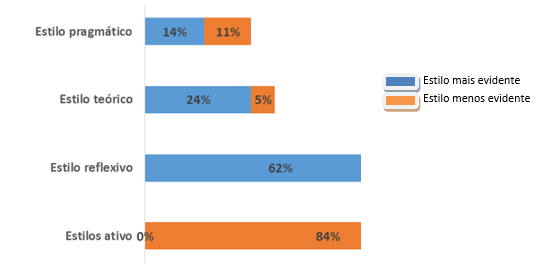 Estilo pragmático 14% 11%
Estilo mais evidente
Estilo menos evidente
Estilo teórico 24% 5%
Estilo reflexivo 62%
Estilos ativo 0% 84%